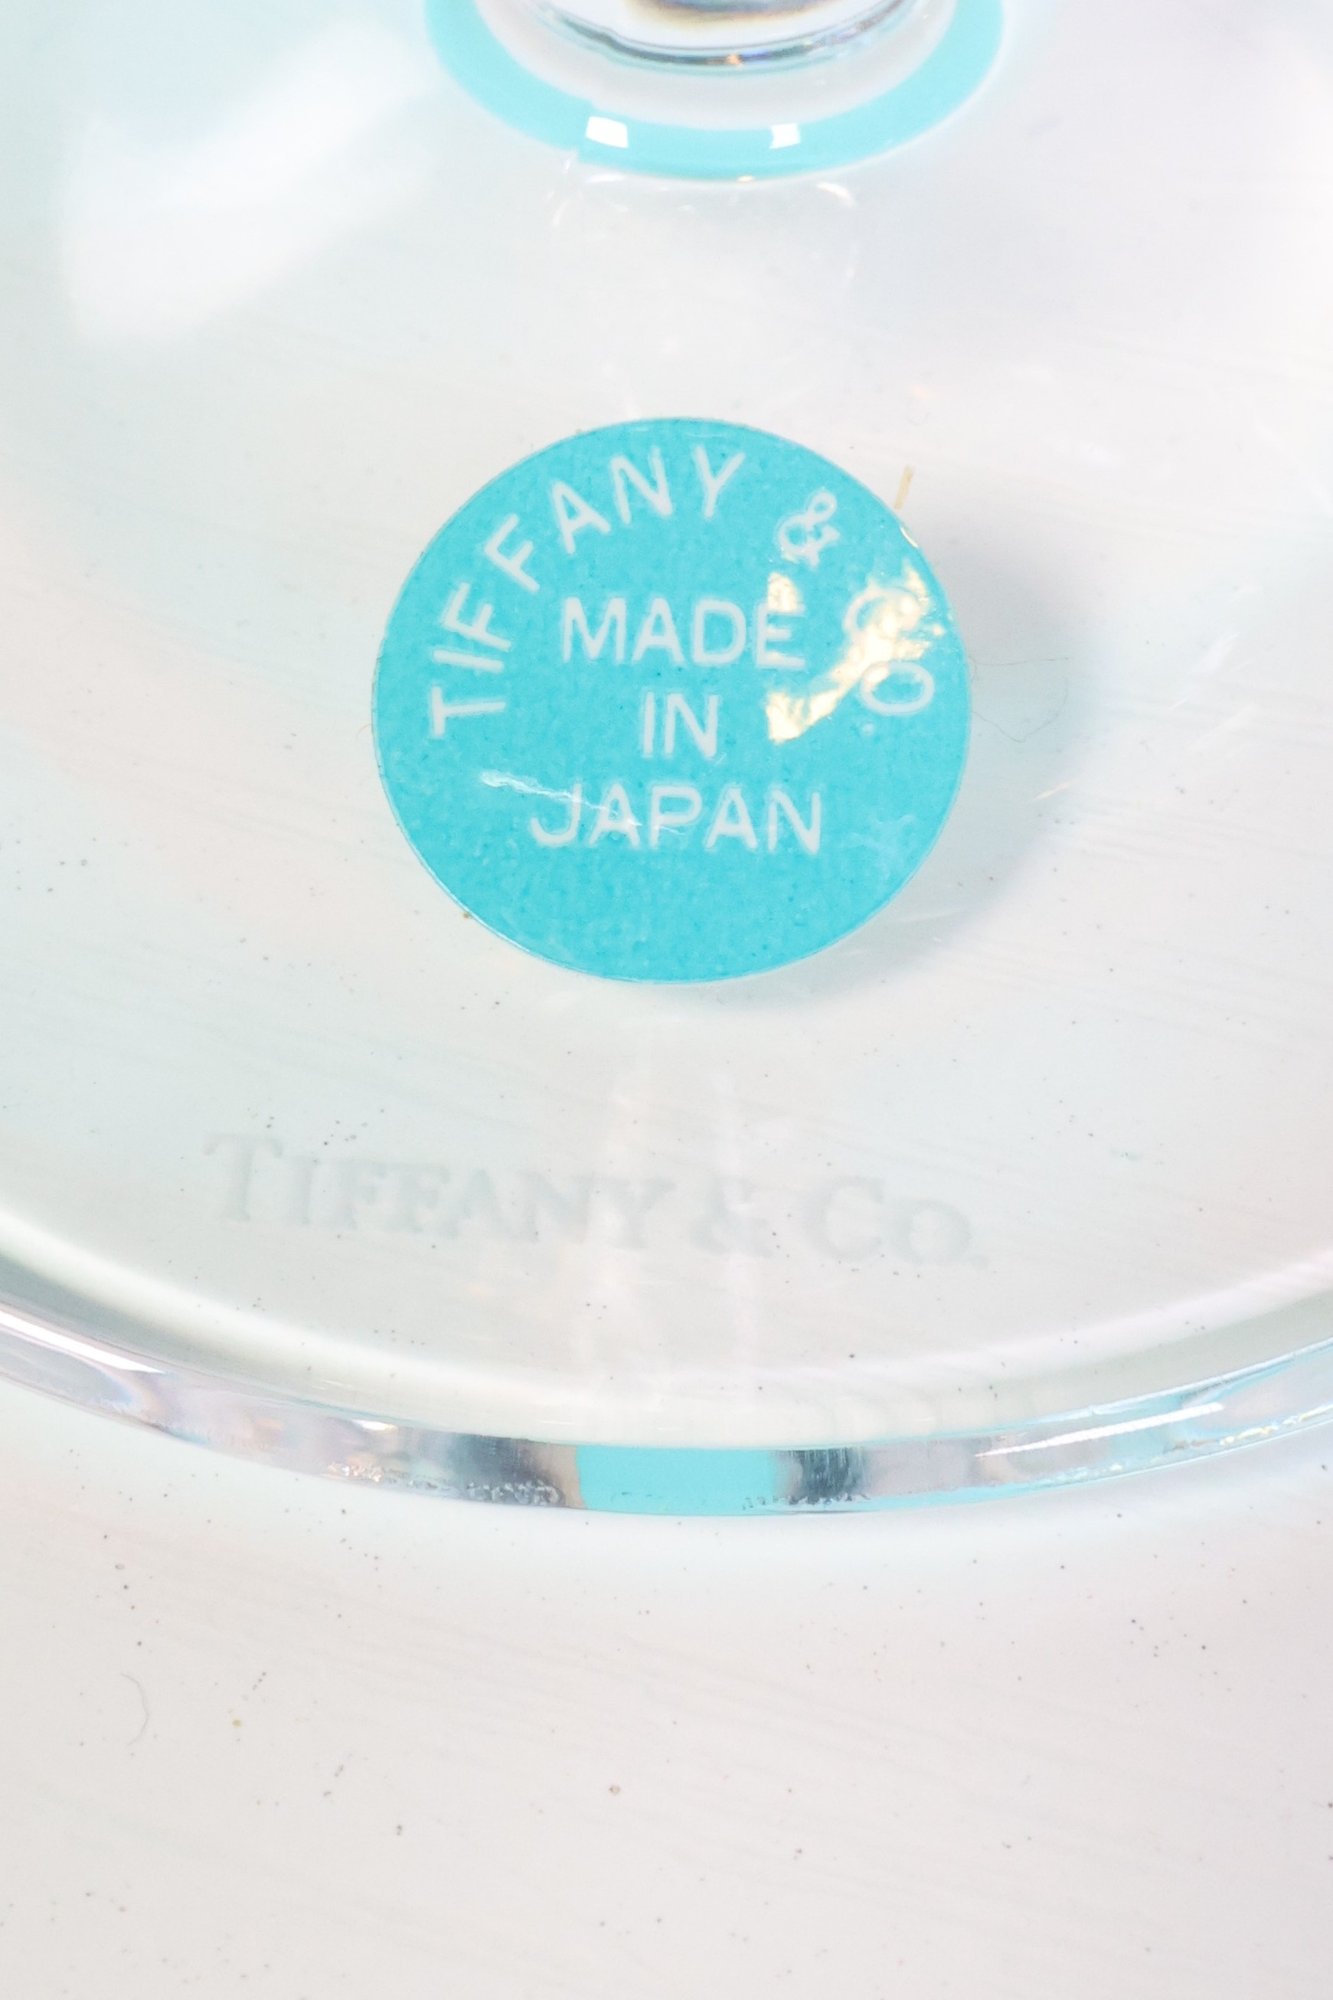 TIFFANY & CO
MADE
IN
JAPAN
TIFFANY & CO.